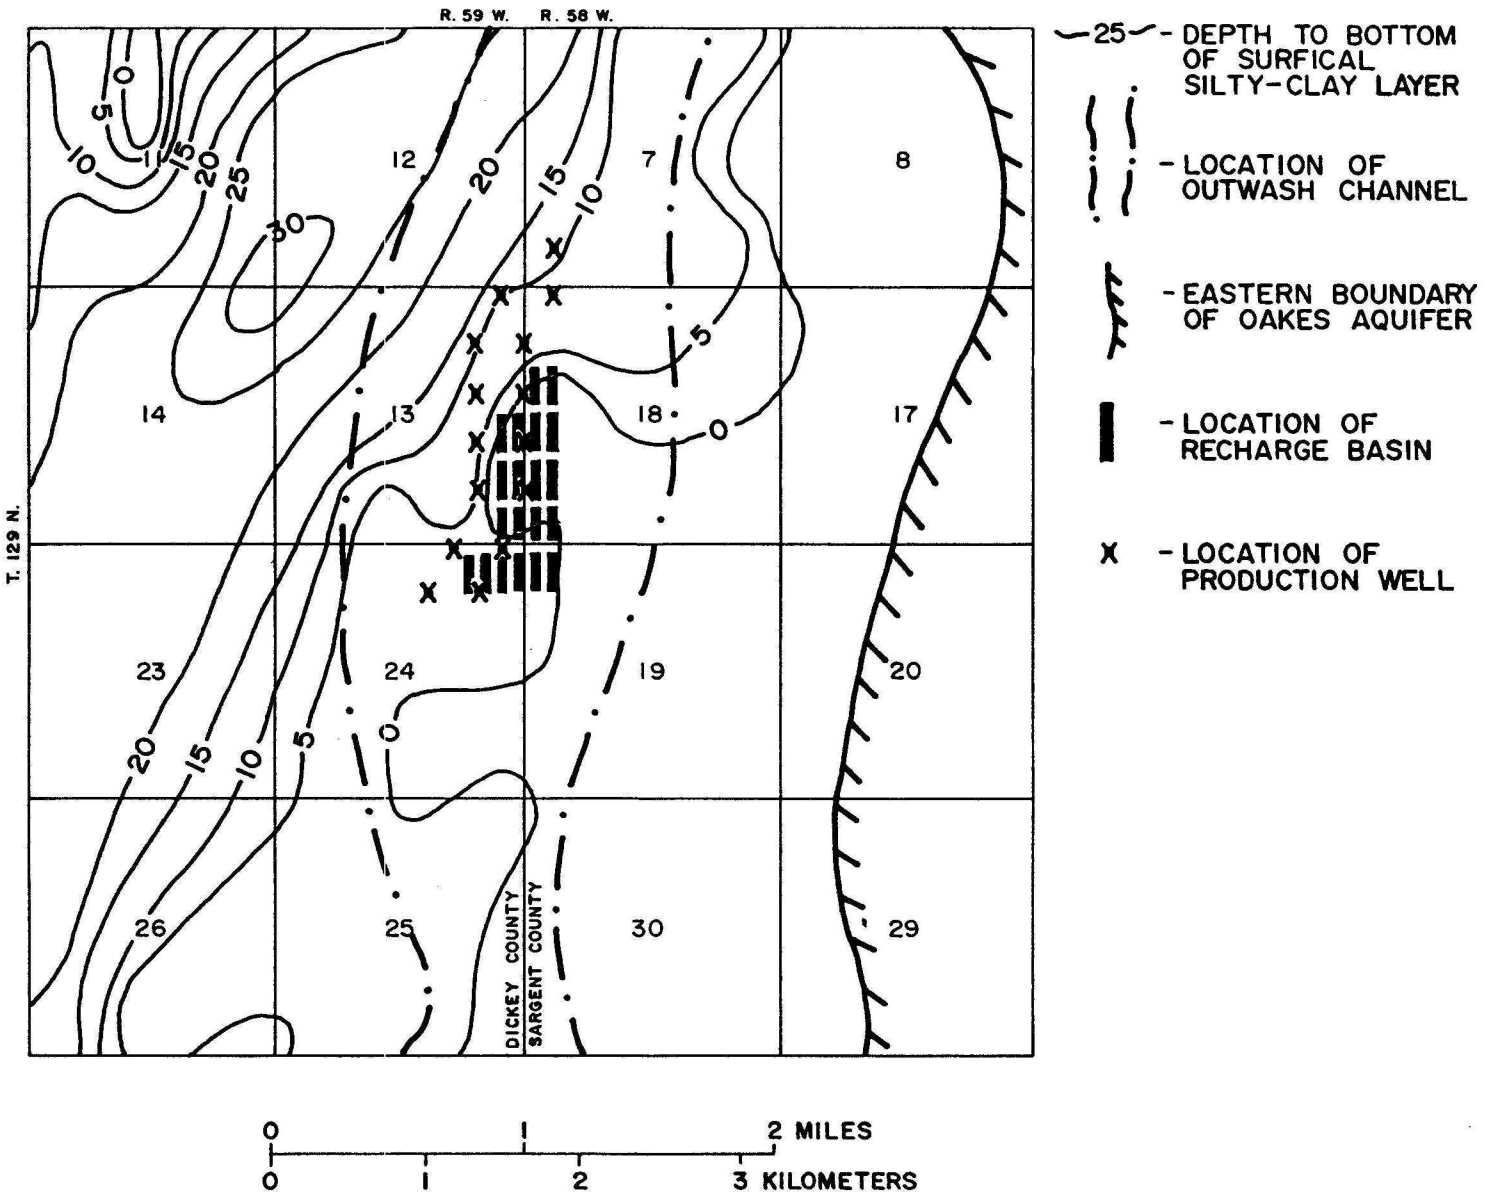 R. 59 W. R. 58 W.
0
5
10
11
15
20
25
30
12
20
15
10
7
8
5
0
14
13
18
17
T. 129 N.
23
24
19
20
20
15
10
5
0
26
25
30
29
DICKEY COUNTY
SARGENT COUNTY
0 1 2 MILES
0 1 2 3 KILOMETERS
25 - DEPTH TO BOTTOM
OF SURFICAL
SILTY-CLAY LAYER
- LOCATION OF
OUTWASH CHANNEL
- EASTERN BOUNDARY
OF OAKES AQUIFER
- LOCATION OF
RECHARGE BASIN
X - LOCATION OF
PRODUCTION WELL